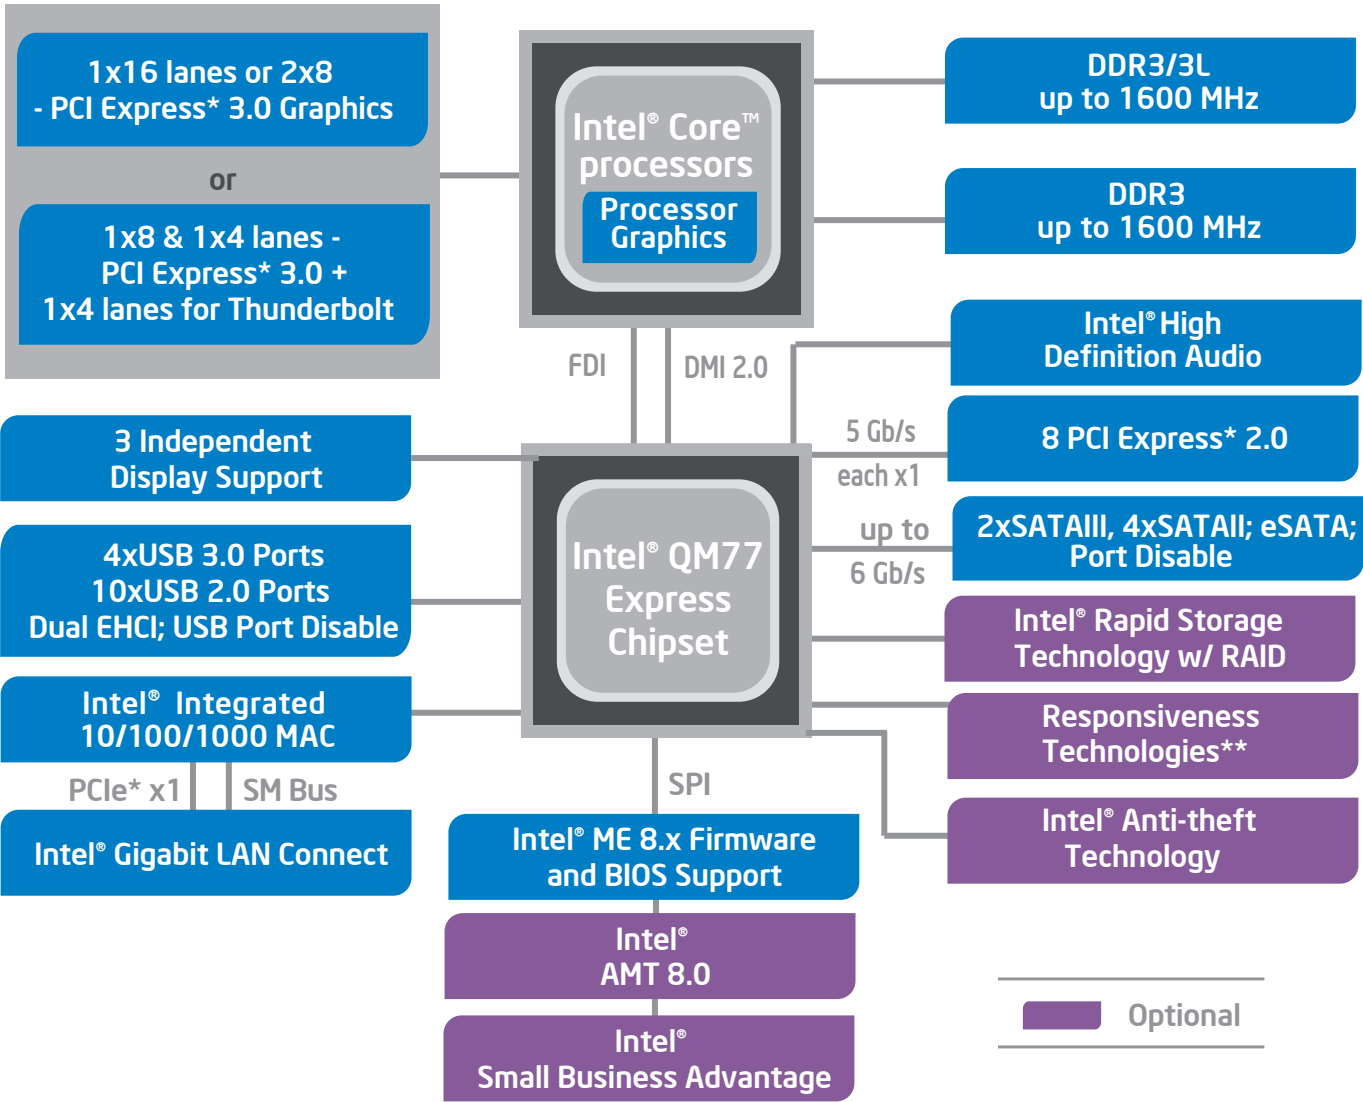 1x16 lanes or 2x8
- PCI Express* 3.0 Graphics
or
1x8 & 1x4 lanes -
PCI Express* 3.0 +
1x4 lanes for Thunderbolt
Intel® Core™
processors
Processor
Graphics
DDR3/3L
up to 1600 MHz
DDR3
up to 1600 MHz
FDI
DMI 2.0
Intel® High
Definition Audio
5 Gb/s
each x1
8 PCI Express* 2.0
up to
6 Gb/s
2xSATAIII, 4xSATAII; eSATA;
Port Disable
3 Independent
Display Support
4xUSB 3.0 Ports
10xUSB 2.0 Ports
Dual EHCI; USB Port Disable
Intel® QM77
Express
Chipset
Intel® Rapid Storage
Technology w/ RAID
Intel® Integrated
10/100/1000 MAC
Responsiveness
Technologies**
PCIe* x1
SM Bus
SPI
Intel® Anti-theft
Technology
Intel® Gigabit LAN Connect
Intel® ME 8.x Firmware
and BIOS Support
Intel®
AMT 8.0
Intel®
Small Business Advantage
Optional